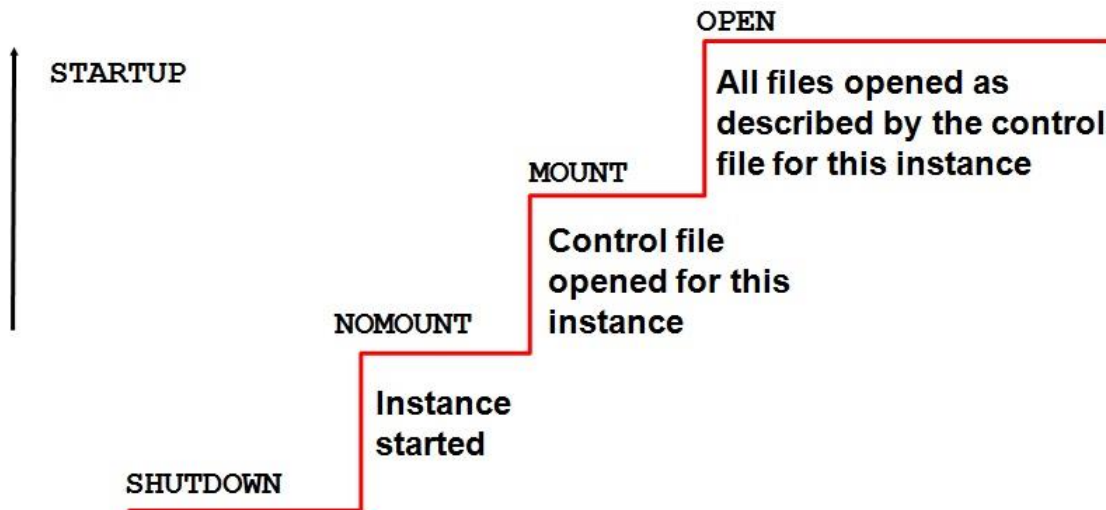 OPEN
STARTUP
All files opened as
described by the control
file for this instance
MOUNT
Control file
opened for this
instance
NOMOUNT
Instance
started
SHUTDOWN